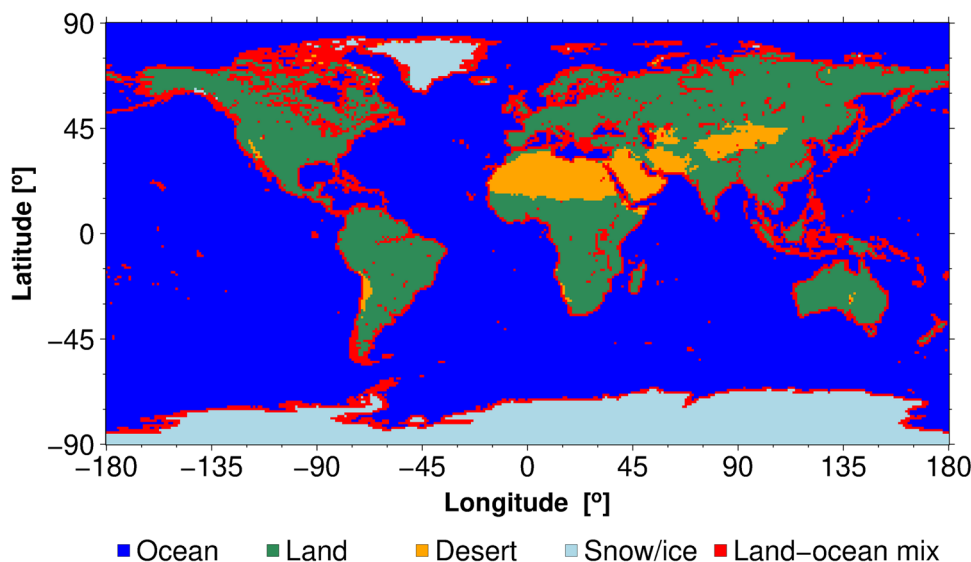 90
45
0
−45
−90
Latitude [º]
−180 −135 −90 −45 0 45 90 135 180
Longitude [º]
Ocean Land Desert Snow/ice Land−ocean mix